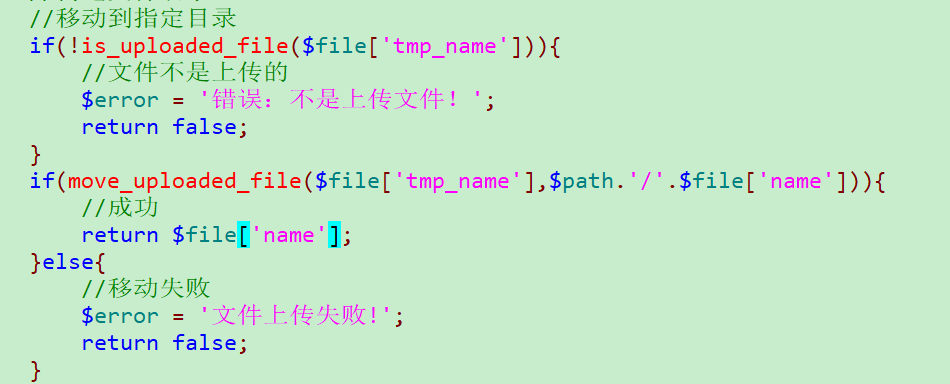 //移动到指定目录
if(!is_uploaded_file($file['tmp_name'])){
    //文件不是上传的
    $error = '错误：不是上传文件！';
    return false;
}
if(move_uploaded_file($file['tmp_name'],$path.'/'.$file['name'])){
    //成功
    return $file['name'];
}else{
    //移动失败
    $error = '文件上传失败!';
    return false;
}